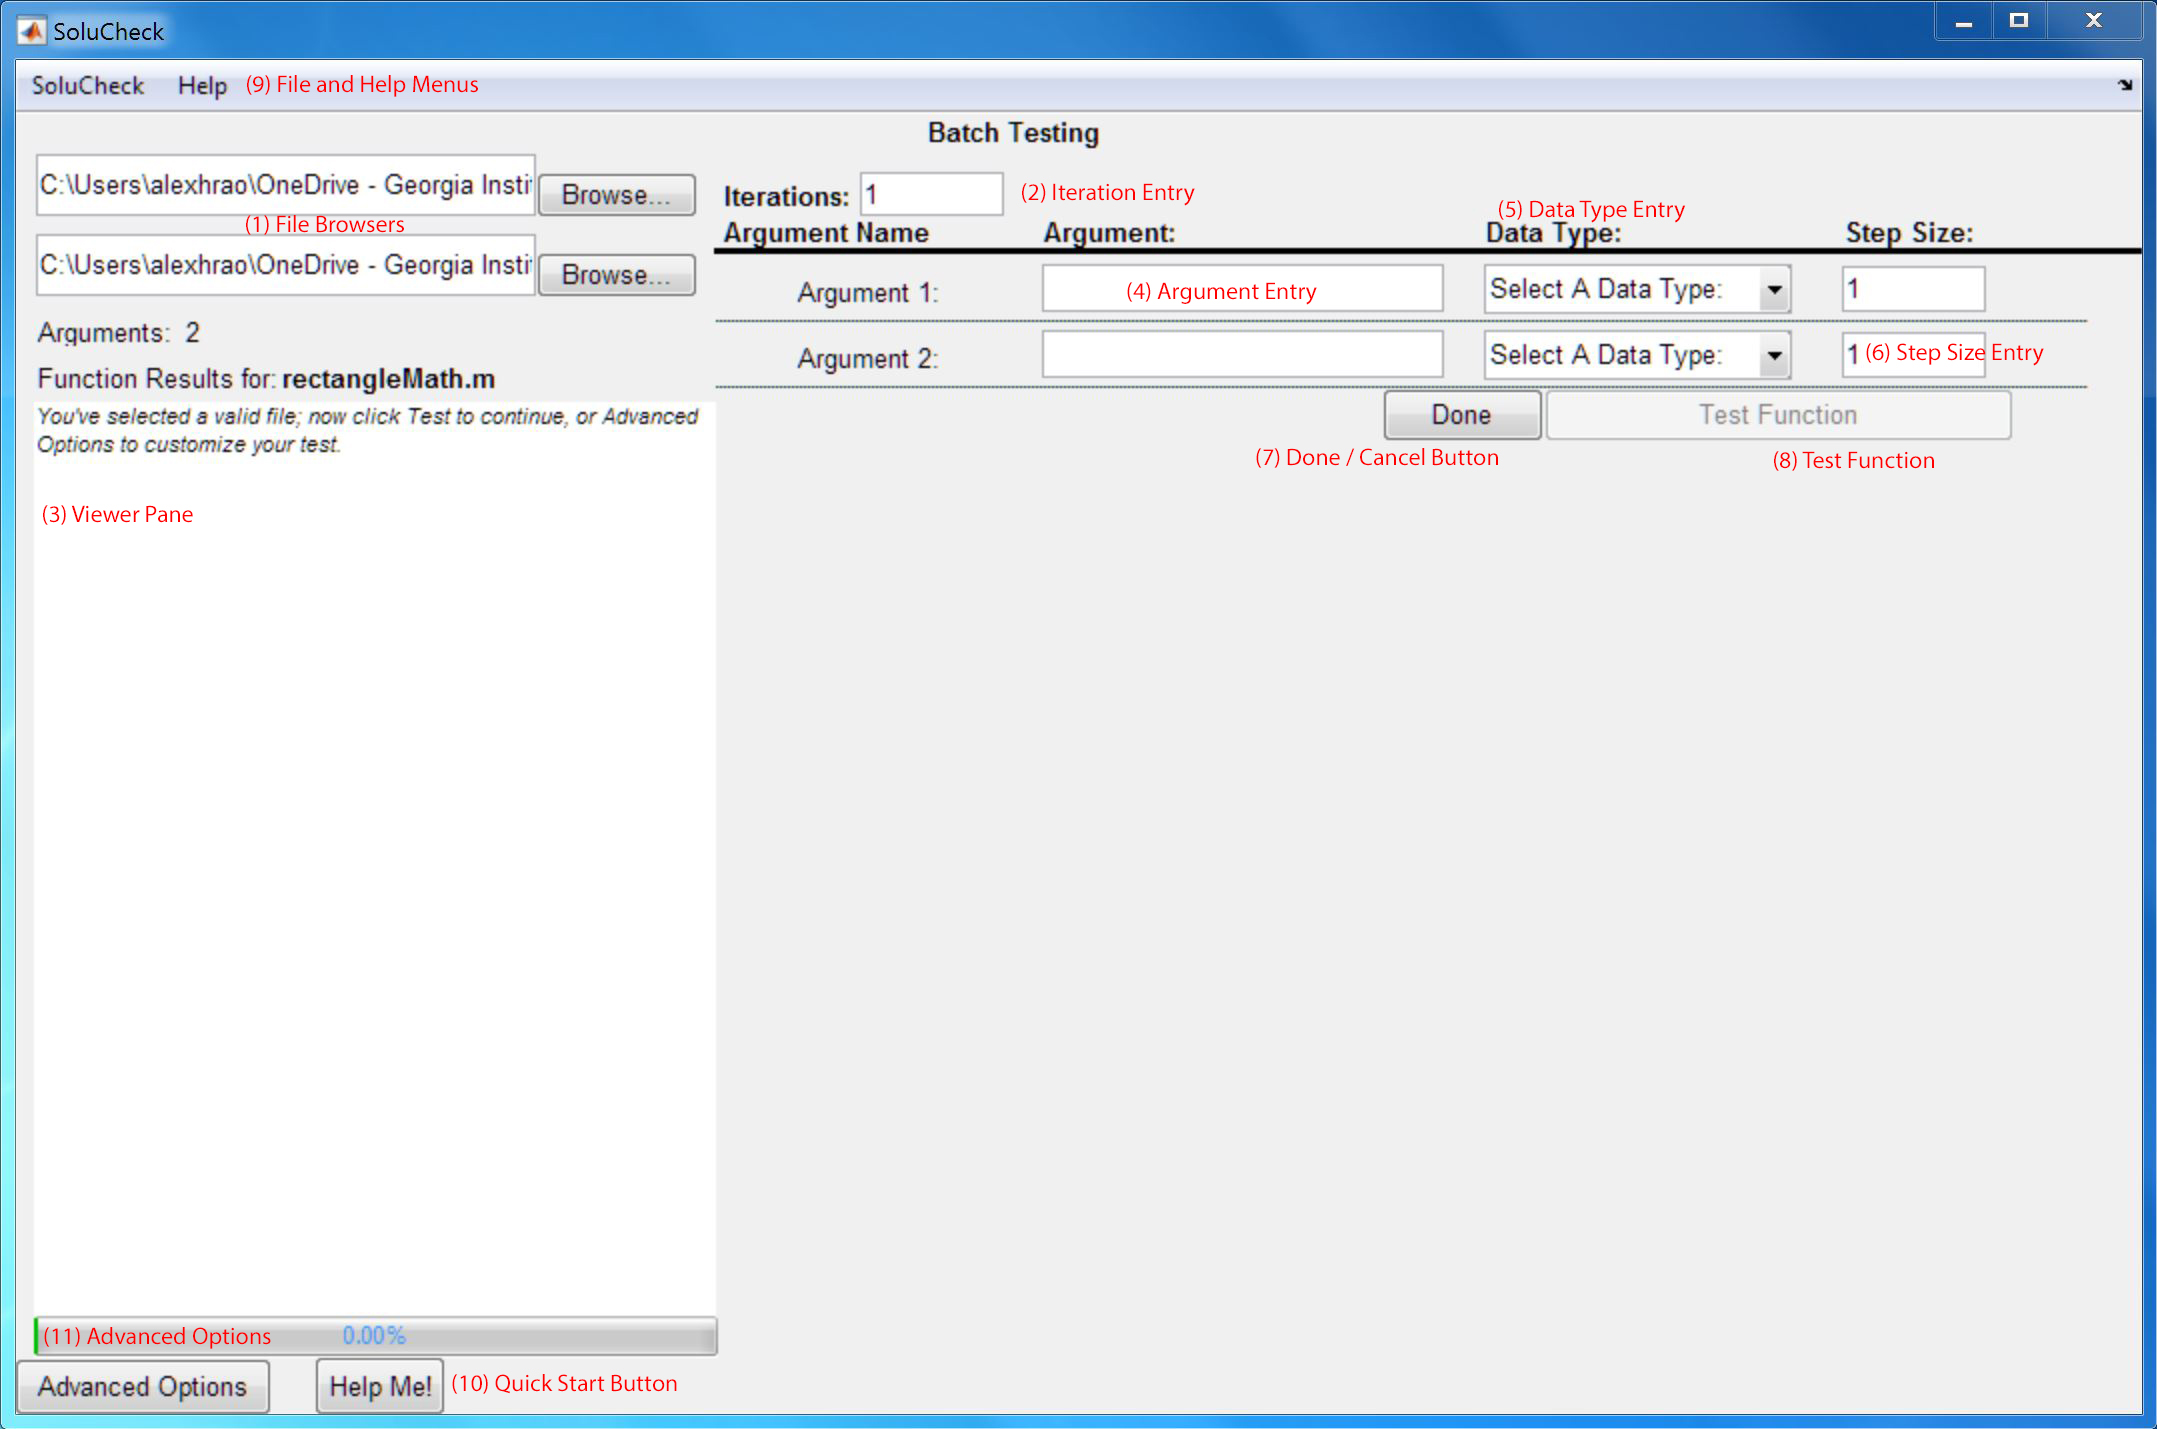 SoluCheck
SoluCheck Help (9) File and Help Menus
Batch Testing
C:\Users\alexhrao\OneDrive - Georgia Insti Browse...
(1) File Browsers
C:\Users\alexhrao\OneDrive - Georgia Insti Browse...
Arguments: 2
Function Results for: rectangleMath.m
You've selected a valid file; now click Test to continue, or Advanced
Options to customize your test.
(3) Viewer Pane
(11) Advanced Options 0.00%
Advanced Options Help Me! (10) Quick Start Button
Iterations: 1 (2) Iteration Entry
(5) Data Type Entry
Argument Name Argument: Data Type: Step Size:
Argument 1: (4) Argument Entry Select A Data Type: 1
Argument 2: Select A Data Type: 1 (6) Step Size Entry
Done Test Function
(7) Done / Cancel Button (8) Test Function